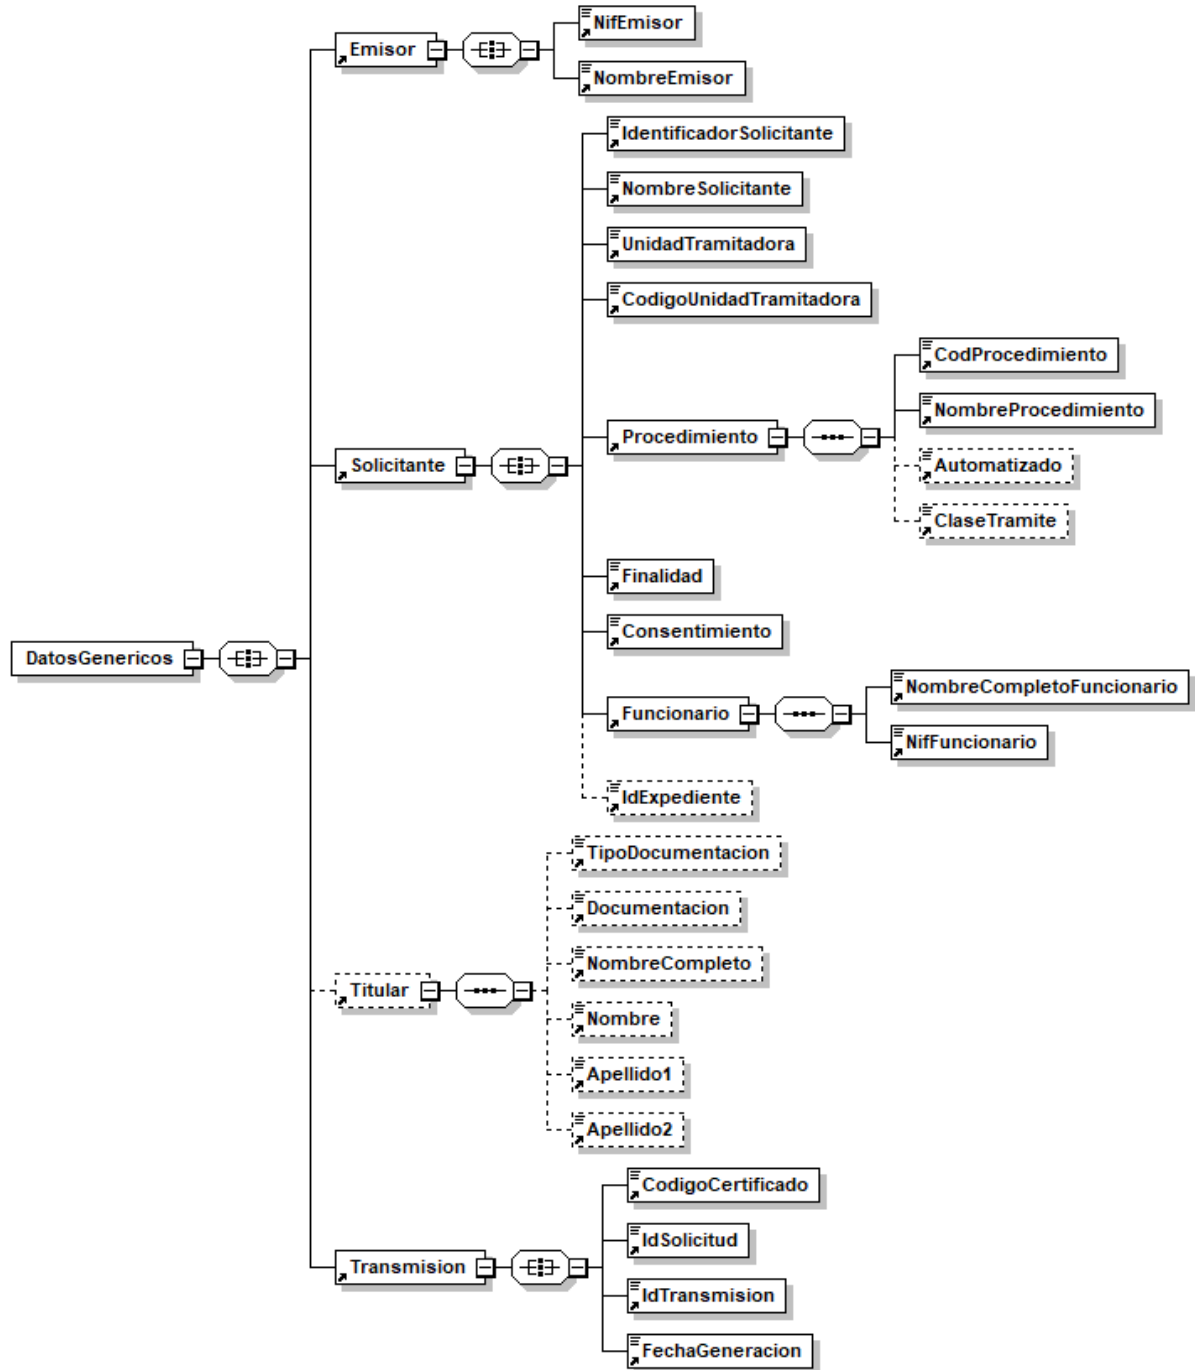 NifEmisor
Emisor
NombreEmisor
IdentificadorSolicitante
NombreSolicitante
UnidadTramitadora
CodigoUnidadTramitadora
CodProcedimiento
NombreProcedimiento
Procedimiento
Solicitante
Automatizado
ClaseTramite
Finalidad
Consentimiento
DatosGenericos
NombreCompletoFuncionario
Funcionario
NifFuncionario
IdExpediente
TipoDocumentacion
Documentacion
NombreCompleto
Titular
Nombre
Apellido1
Apellido2
CodigoCertificado
IdSolicitud
Transmision
IdTransmision
FechaGeneracion